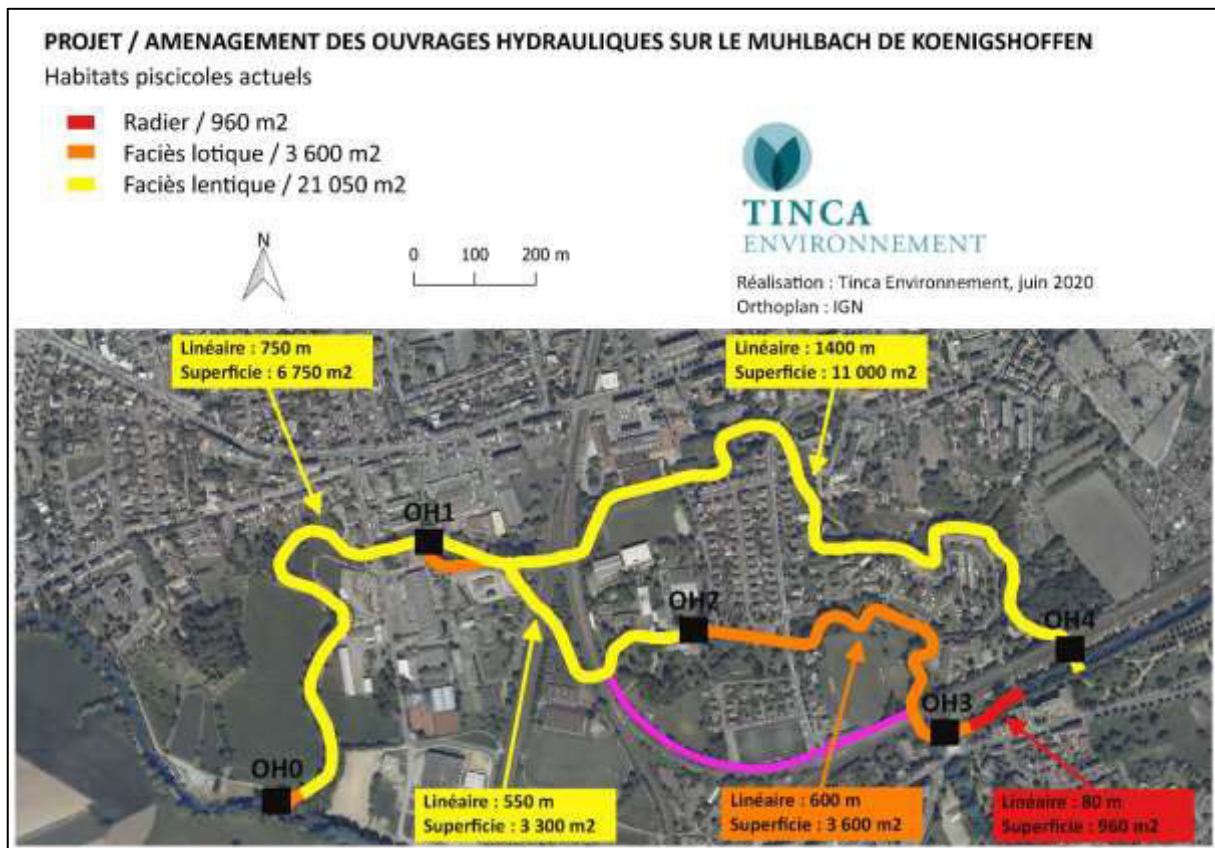 PROJET / AMENAGEMENT DES OUVRAGES HYDRAULIQUES SUR LE MUHLBACH DE KOENIGSHOFFEN
Habitats piscicoles actuels
Radier / 960 m2
Faciès lotique / 3 600 m2
Faciès lentique / 21 050 m2
N
0 100 200 m
TINCA
ENVIRONNEMENT
Réalisation : Tinca Environnement, juin 2020
Orthoplan : IGN
Linéaire : 750 m
Superficie : 6 750 m2
Linéaire : 1400 m
Superficie : 11 000 m2
OH1
OH2
OH4
OH3
OH0
Linéaire : 550 m
Superficie : 3 300 m2
Linéaire : 600 m
Superficie : 3 600 m2
Linéaire : 80 m
Superficie : 960 m2